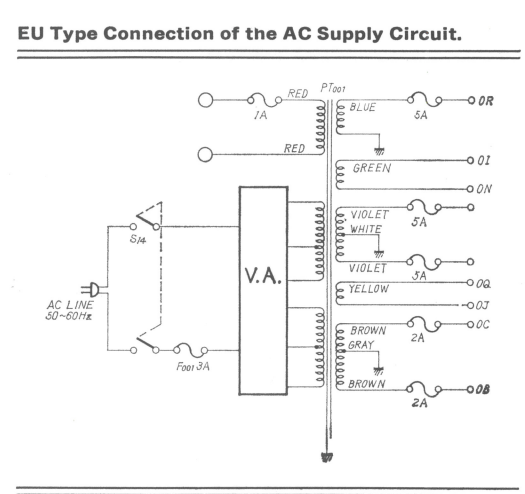 EU Type Connection of the AC Supply Circuit.
PT001
RED
1A
BLUE
5A
OR
RED
GREEN
OI
ON
VIOLET
5A
WHITE
S14
V.A.
VIOLET
5A
YELLOW
OQ
AC LINE
50~60Hz
OJ
BROWN
2A
OC
GRAY
F001 3A
BROWN
2A
OB